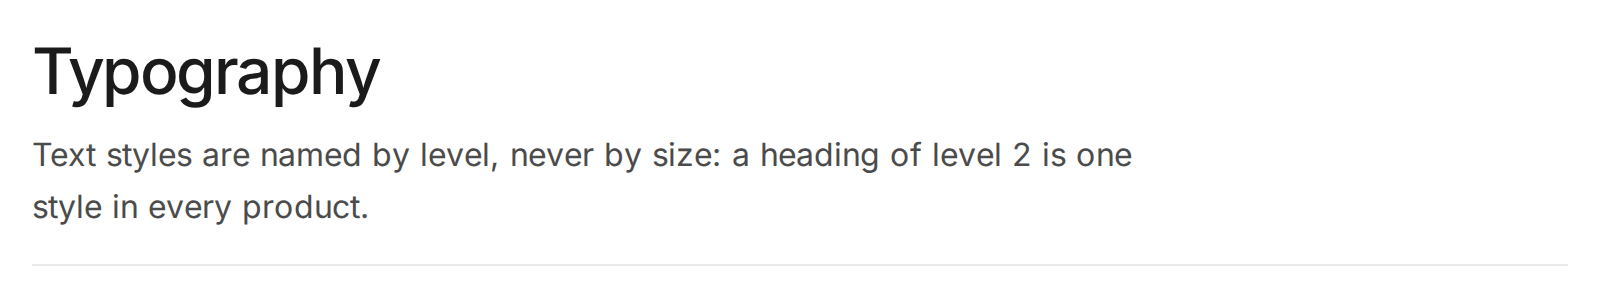 Typography
Text styles are named by level, never by size: a heading of level 2 is one
style in every product.